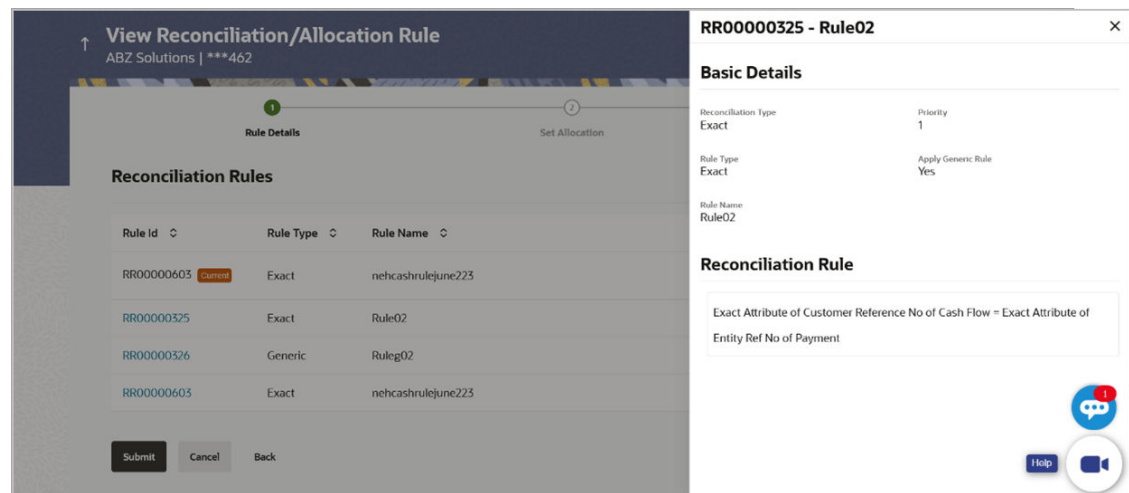 View Reconciliation/Allocation Rule
ABZ Solutions | ***462
1
2
Rule Details
Set Allocation
Reconciliation Rules
Rule Id Rule Type Rule Name
RR00000603 Current Exact nehcashrulejune223
RR00000325 Exact Rule02
RR00000326 Generic Ruleg02
RR00000603 Exact nehcashrulejune223
Submit Cancel Back
RR00000325 - Rule02
Basic Details
Reconciliation Type Priority
Exact 1
Rule Type Apply Generic Rule
Exact Yes
Rule Name
Rule02
Reconciliation Rule
Exact Attribute of Customer Reference No of Cash Flow = Exact Attribute of
Entity Ref No of Payment
1
Help